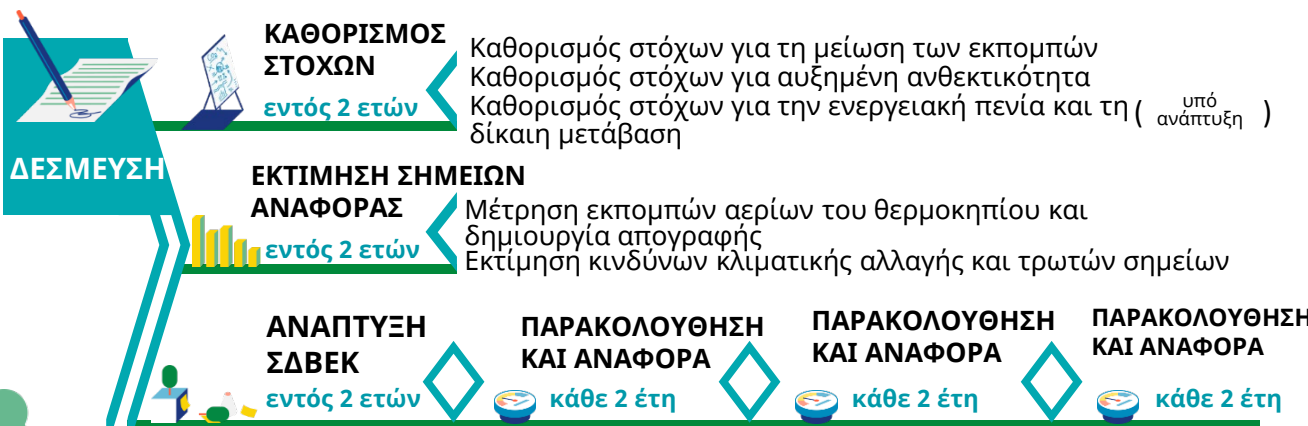 ΔΕΣΜΕΥΣΗ
ΚΑΘΟΡΙΣΜΟΣ
ΣΤΟΧΩΝ
εντός 2 ετών
Καθορισμός στόχων για τη μείωση των εκπομπών
Καθορισμός στόχων για αυξημένη ανθεκτικότητα
Καθορισμός στόχων για την ενεργειακή πενία και τη
δίκαιη μετάβαση
( υπό
ανάπτυξη )
ΕΚΤΙΜΗΣΗ ΣΗΜΕΙΩΝ
ΑΝΑΦΟΡΑΣ
εντός 2 ετών
Μέτρηση εκπομπών αερίων του θερμοκηπίου και
δημιουργία απογραφής
Εκτίμηση κινδύνων κλιματικής αλλαγής και τρωτών σημείων
ΑΝΑΠΤΥΞΗ
ΣΔΒΕΚ
εντός 2 ετών
ΠΑΡΑΚΟΛΟΥΘΗΣΗ
ΚΑΙ ΑΝΑΦΟΡΑ
κάθε 2 έτη
ΠΑΡΑΚΟΛΟΥΘΗΣΗ
ΚΑΙ ΑΝΑΦΟΡΑ
κάθε 2 έτη
ΠΑΡΑΚΟΛΟΥΘΗΣΗ
ΚΑΙ ΑΝΑΦΟΡΑ
κάθε 2 έτη